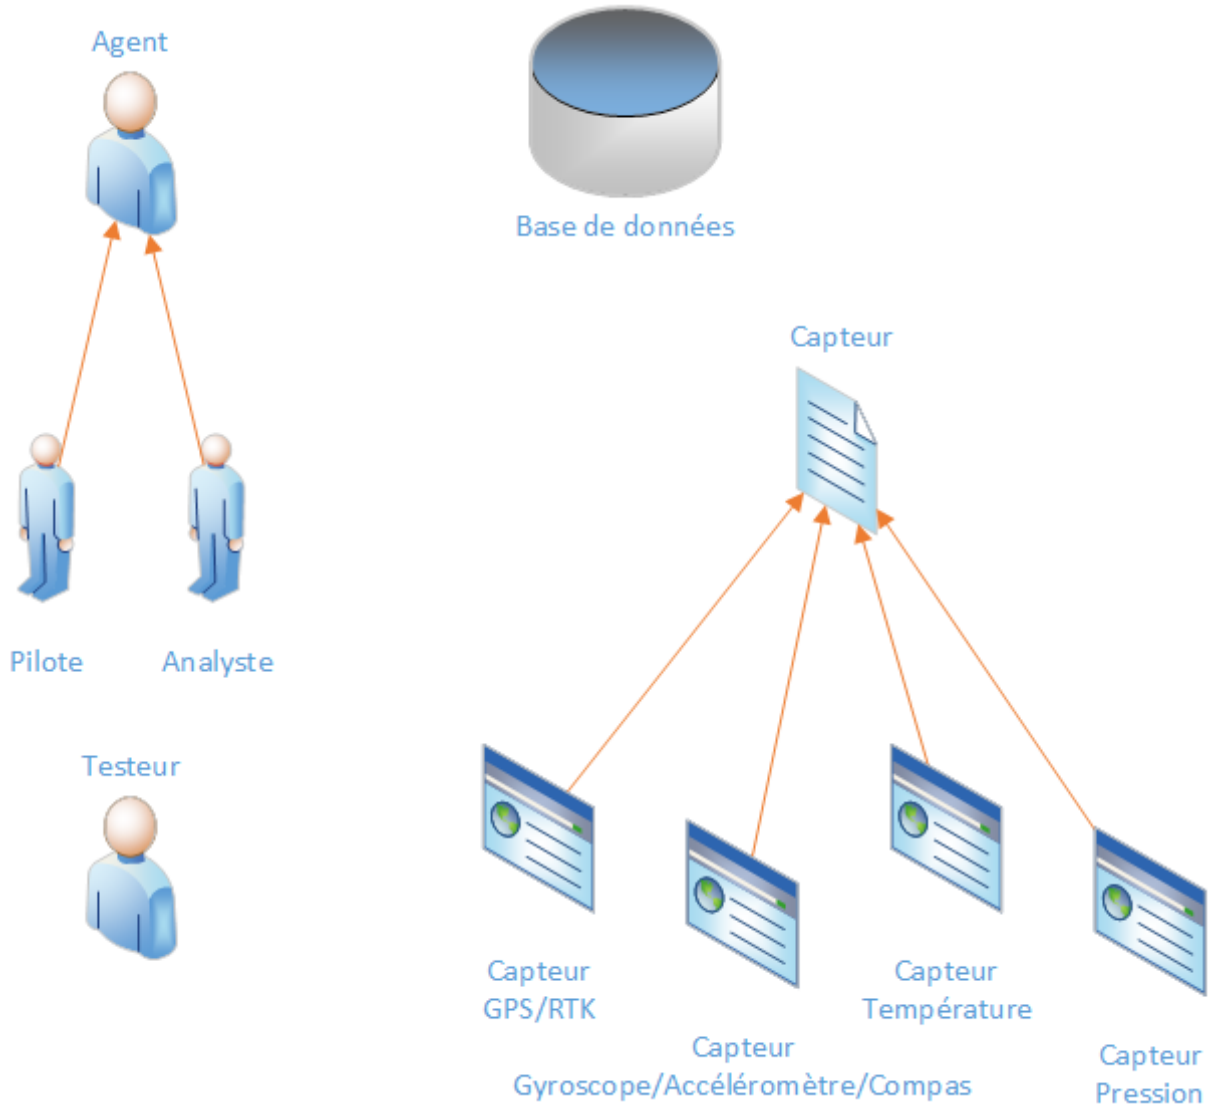 Agent
Base de données
Capteur
Pilote
Analyste
Testeur
Capteur
GPS/RTK
Capteur
Gyroscope/Accéléromètre/Compas
Capteur
Température
Capteur
Pression